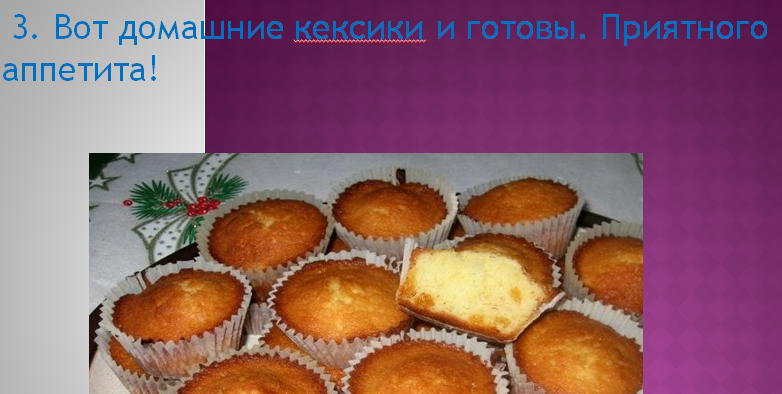 3. Вот домашние кексики и готовы. Приятного
аппетита!